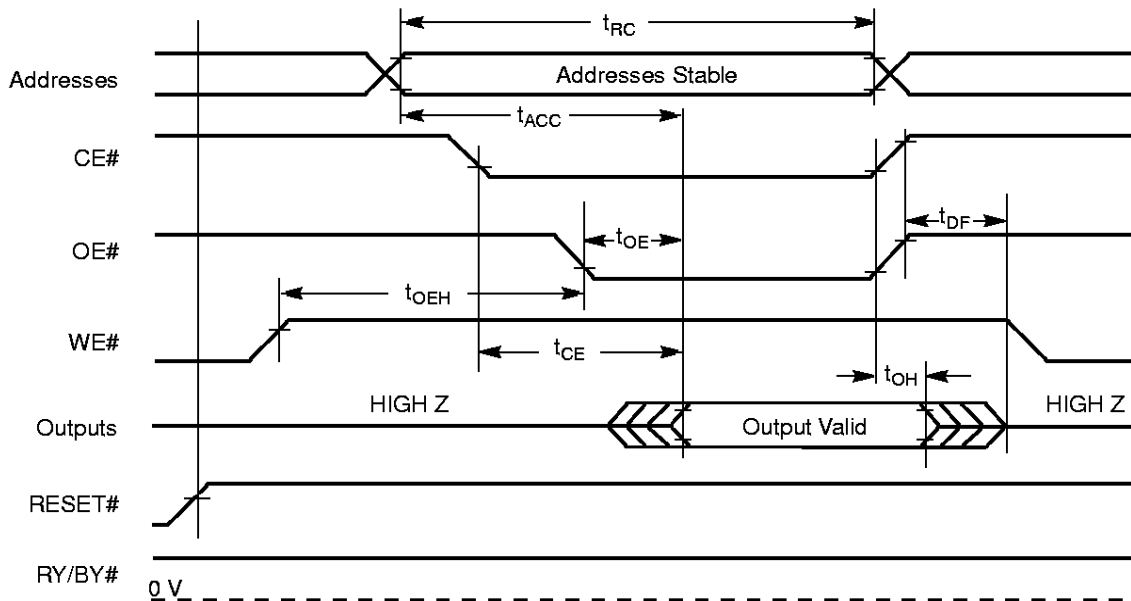 tRC
Addresses
Addresses Stable
tACC
CE#
tDF
OE#
tOE
tOEH
WE#
tCE
tOH
HIGH Z
HIGH Z
Outputs
Output Valid
RESET#
RY/BY#
0 V